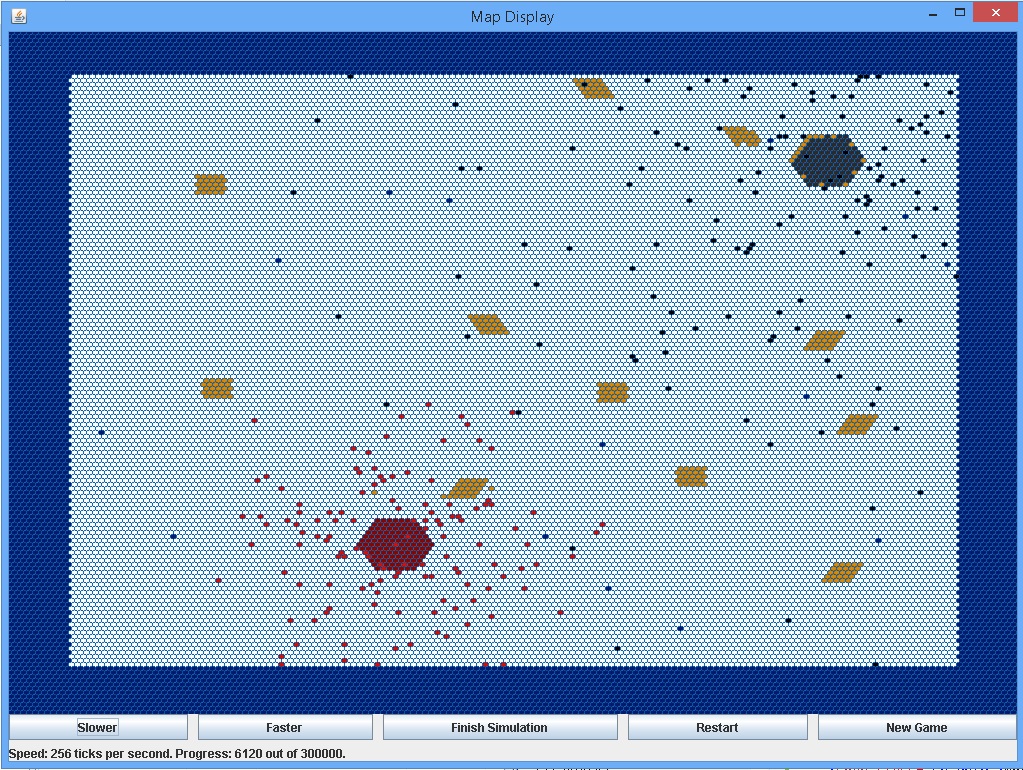 Map Display
Slower
Faster
Finish Simulation
Restart
New Game
Speed: 256 ticks per second. Progress: 6120 out of 300000.